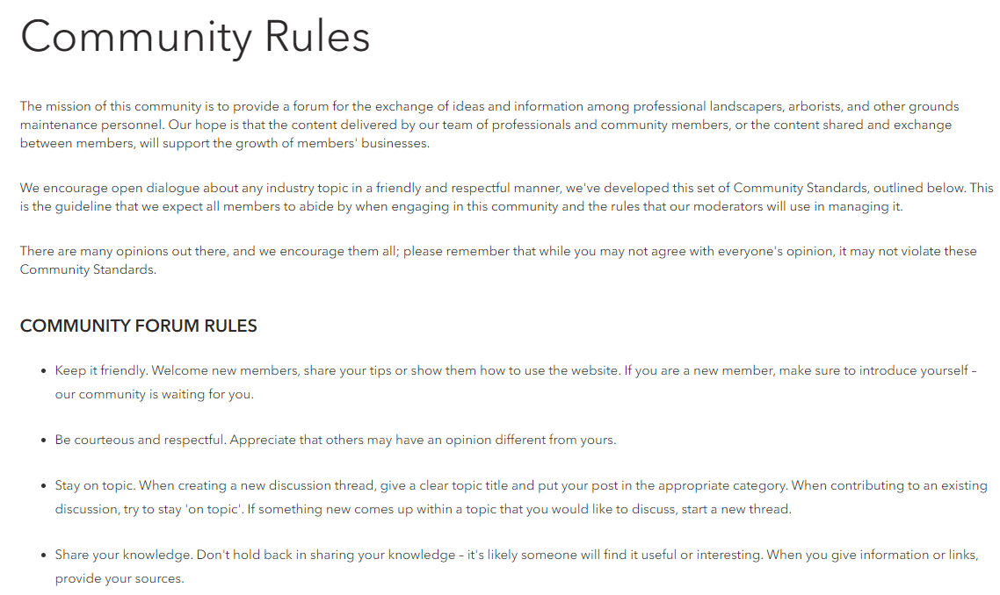 Community Rules
The mission of this community is to provide a forum for the exchange of ideas and information among professional landscapers, arborists, and other grounds
maintenance personnel. Our hope is that the content delivered by our team of professionals and community members, or the content shared and exchange
between members, will support the growth of members' businesses.
We encourage open dialogue about any industry topic in a friendly and respectful manner, we've developed this set of Community Standards, outlined below. This
is the guideline that we expect all members to abide by when engaging in this community and the rules that our moderators will use in managing it.
There are many opinions out there, and we encourage them all; please remember that while you may not agree with everyone's opinion, it may not violate these
Community Standards.
COMMUNITY FORUM RULES
• Keep it friendly. Welcome new members, share your tips or show them how to use the website. If you are a new member, make sure to introduce yourself –
our community is waiting for you.
• Be courteous and respectful. Appreciate that others may have an opinion different from yours.
• Stay on topic. When creating a new discussion thread, give a clear topic title and put your post in the appropriate category. When contributing to an existing
discussion, try to stay 'on topic'. If something new comes up within a topic that you would like to discuss, start a new thread.
• Share your knowledge. Don't hold back in sharing your knowledge – it's likely someone will find it useful or interesting. When you give information or links,
provide your sources.